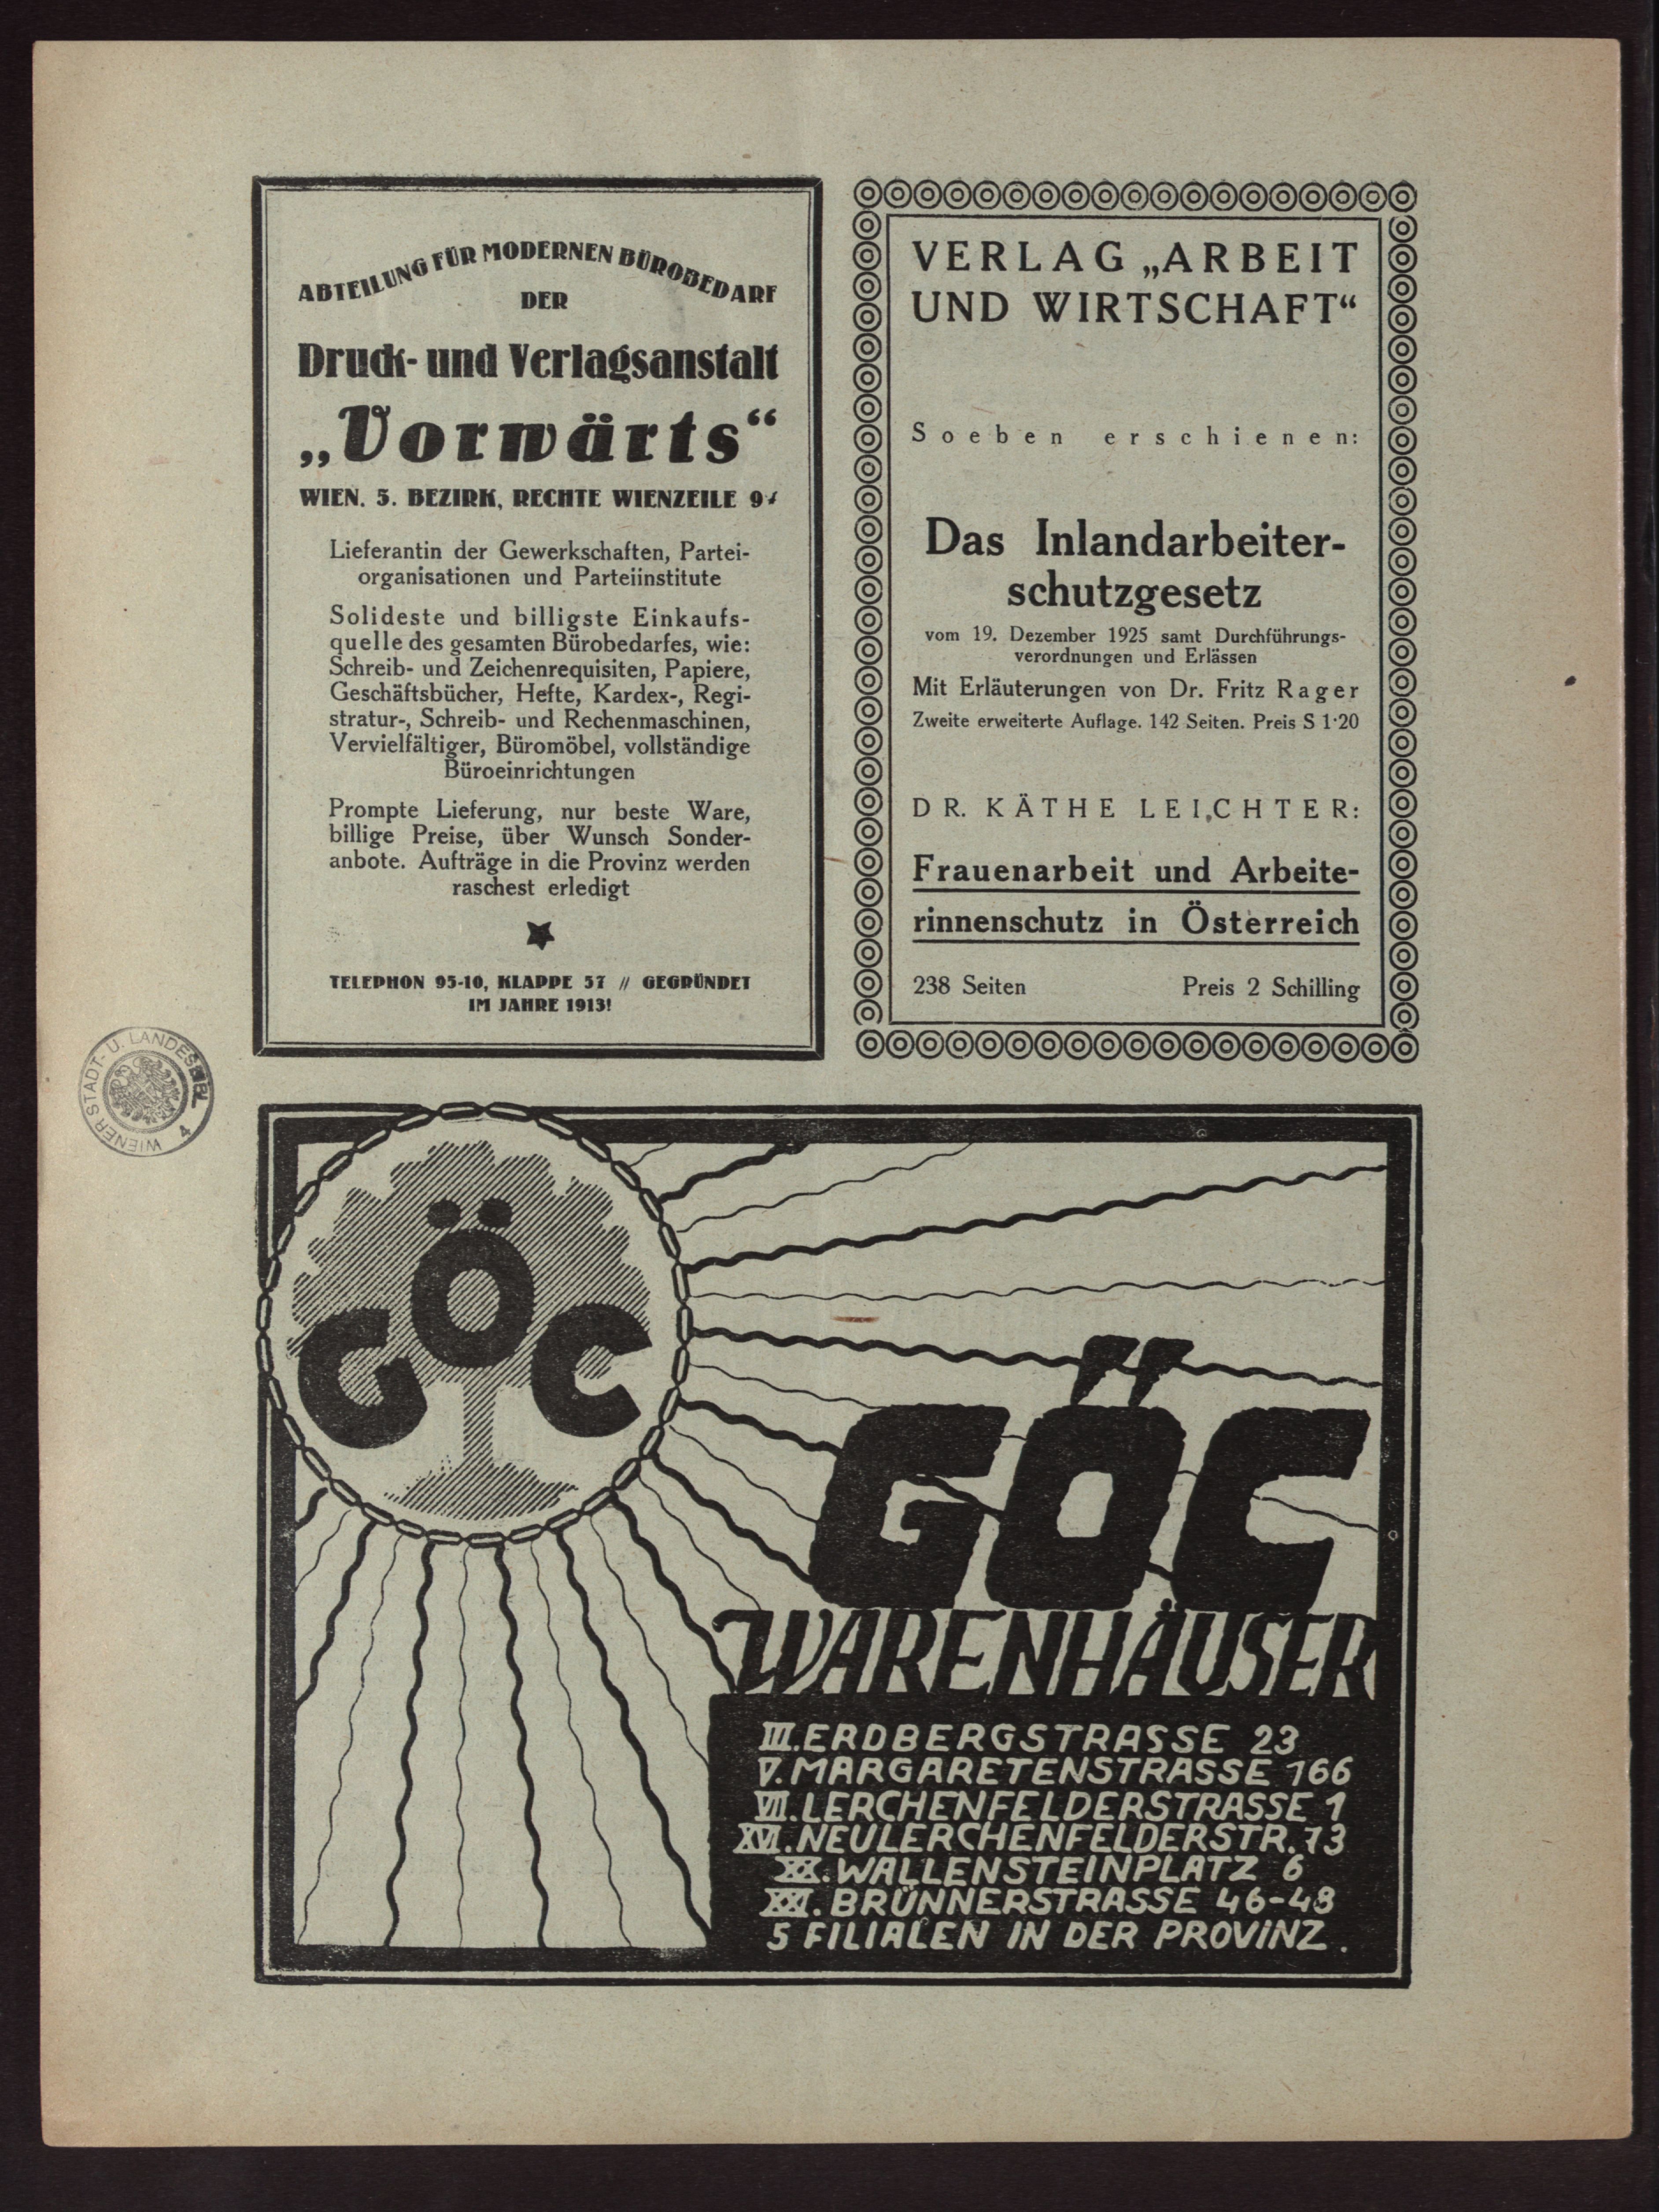 ABTEILUNG FÜR MODERNEN BÜROBEDARF
DER
Druck- und Verlagsanstalt
„Vorwärts“
WIEN. 5. BEZIRK, RECHTE WIENZEILE
Lieferantin der Gewerkschaften, Partei-
organisationen und Parteiinstitute
Solideste und billigste Einkaufs-
quelle des gesamten Bürobedarfes, wie:
Schreib- und Zeichenrequisiten, Papiere,
Geschäftsbücher, Hefte, Kardex-, Regi-
stratur-, Schreib- und Rechenmaschinen,
Vervielfältiger, Büromöbel, vollständige
Büroeinrichtungen
Prompte Lieferung, nur beste Ware,
billige Preise, über Wunsch Sonder-
anbote. Aufträge in die Provinz werden
raschest erledigt
TELEPHON 95-10, KLAPPE 57 // GEGRÜNDET
IM JAHRE 1913!
VERLAG „ARBEIT
UND WIRTSCHAFT“
Soeben erschienen:
Das Inlandarbeiter-
schutzgesetz
vom 19. Dezember 1925 samt Durchführungs-
verordnungen und Erlässen
Mit Erläuterungen von Dr. Fritz Rager
Zweite erweiterte Auflage. 142 Seiten. Preis S 1·20
DR. KÄTHE LEICHTER:
Frauenarbeit und Arbeite-
rinnenschutz in Österreich
238 Seiten Preis 2 Schilling
WIENER STADT- U. LANDESBIBL
4
GÖC
GÖC
WARENHÄUSER
III. ERDBERGSTRASSE 23
V. MARGARETENSTRASSE 166
VII. LERCHENFELDERSTRASSE 1
XVI. NEULERCHENFELDERSTR. 73
XX. WALLENSTEINPLATZ 6
XXI. BRÜNNERSTRASSE 46-48
5 FILIALEN IN DER PROVINZ.